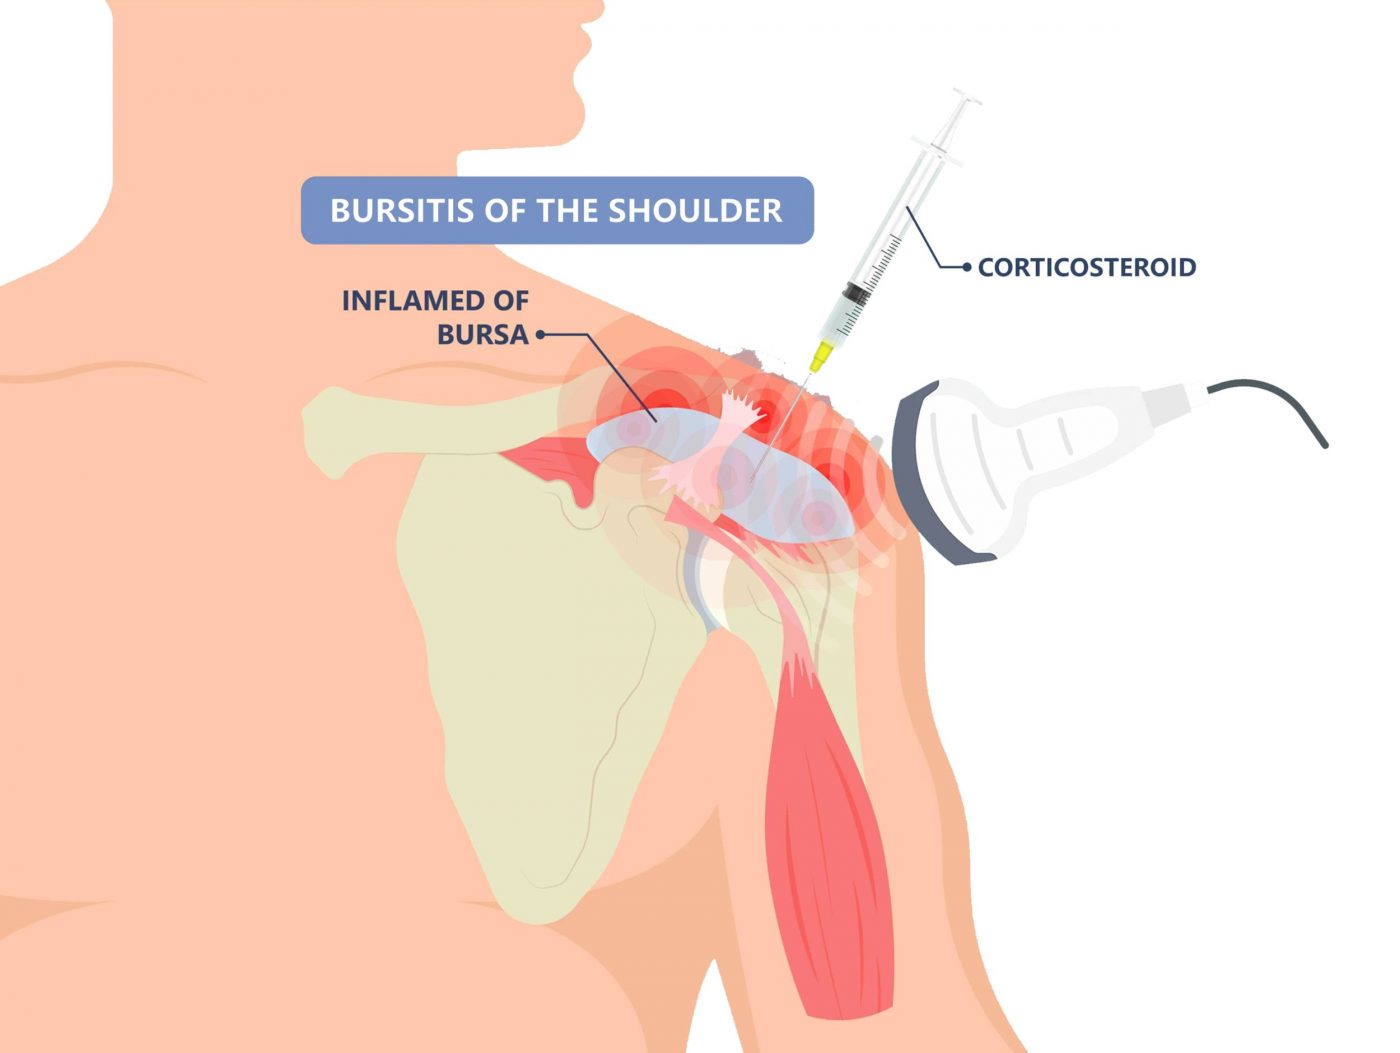 BURSITIS OF THE SHOULDER
INFLAMED OF
BURSA
CORTICOSTEROID